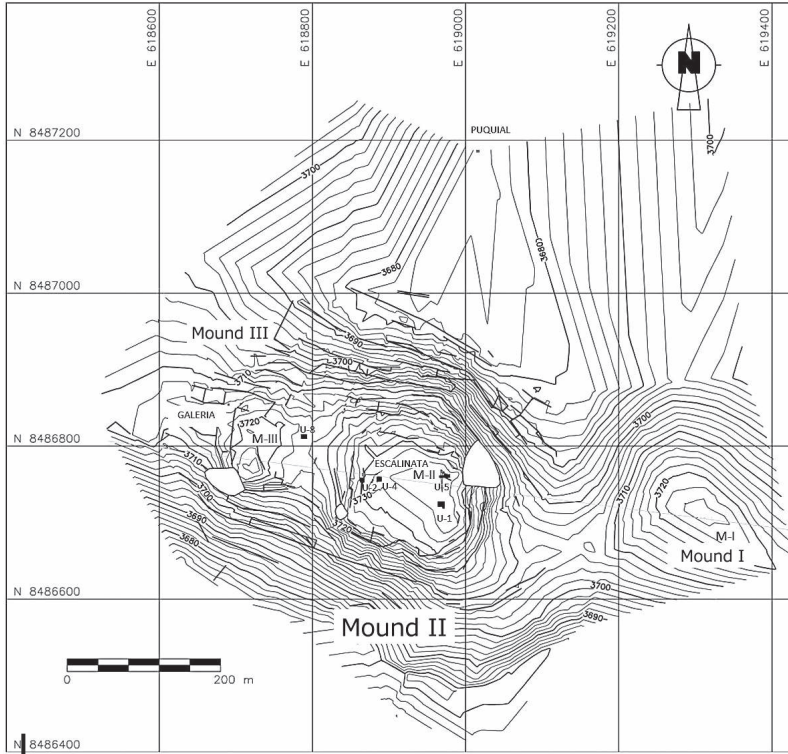 E 618600
E 618800
E 619000
E 619200
E 619400
N
N 8487200
PUQUIAL
3700
3700
3680
3680
N 8487000
Mound III
3690
3700
3710
3700
GALERIA
3720
M-III
U-8
N 8486800
3710
3700
3690
3680
ESCALINATA
M-II
U-2
U-4
U-5
U-1
3730
3720
3710
3720
M-I
Mound I
3700
3690
N 8486600
Mound II
0
200 m
N 8486400